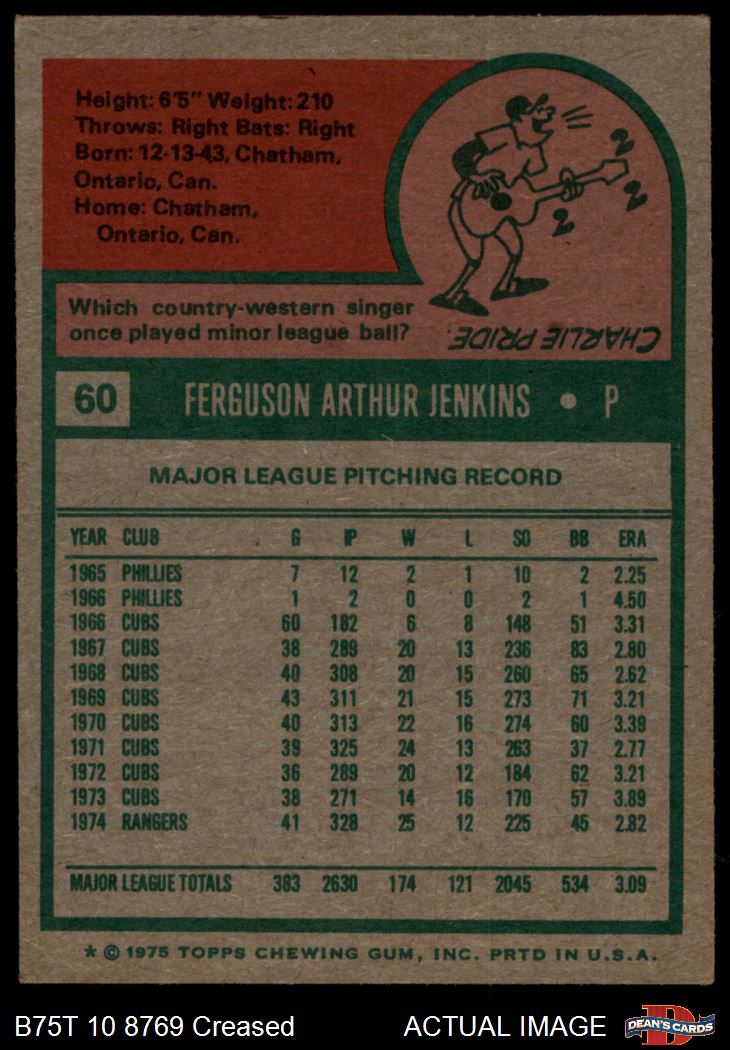 Height: 6'5" Weight: 210
Throws: Right Bats: Right
Born: 12-13-43, Chatham,
Ontario, Can.
Home: Chatham,
Ontario, Can.
2
2
2
Which country-western singer
once played minor league ball?
CHARLIE PRIDE.
60 FERGUSON ARTHUR JENKINS • P
MAJOR LEAGUE PITCHING RECORD
YEAR CLUB G IP W L SO BB ERA
1965 PHILLIES 7 12 2 1 10 2 2.25
1966 PHILLIES 1 2 0 0 2 1 4.50
1966 CUBS 60 182 6 8 148 51 3.31
1967 CUBS 38 289 20 13 236 83 2.80
1968 CUBS 40 308 20 15 260 65 2.62
1969 CUBS 43 311 21 15 273 71 3.21
1970 CUBS 40 313 22 16 274 60 3.39
1971 CUBS 39 325 24 13 263 37 2.77
1972 CUBS 36 289 20 12 184 62 3.21
1973 CUBS 38 271 14 16 170 57 3.89
1974 RANGERS 41 328 25 12 225 45 2.82
MAJOR LEAGUE TOTALS 383 2630 174 121 2045 534 3.09
* © 1975 TOPPS CHEWING GUM, INC. PRTD IN U.S.A.
B75T 10 8769 Creased ACTUAL IMAGE
DEAN'S CARDS